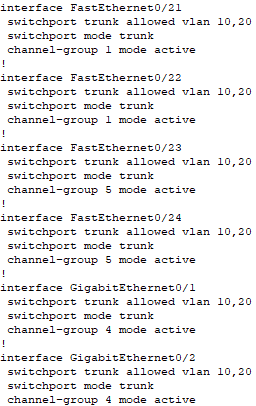 interface FastEthernet0/21
 switchport trunk allowed vlan 10,20
 switchport mode trunk
 channel-group 1 mode active
!
interface FastEthernet0/22
 switchport trunk allowed vlan 10,20
 switchport mode trunk
 channel-group 1 mode active
!
interface FastEthernet0/23
 switchport trunk allowed vlan 10,20
 switchport mode trunk
 channel-group 5 mode active
!
interface FastEthernet0/24
 switchport trunk allowed vlan 10,20
 switchport mode trunk
 channel-group 5 mode active
!
interface GigabitEthernet0/1
 switchport trunk allowed vlan 10,20
 switchport mode trunk
 channel-group 4 mode active
!
interface GigabitEthernet0/2
 switchport trunk allowed vlan 10,20
 switchport mode trunk
 channel-group 4 mode active